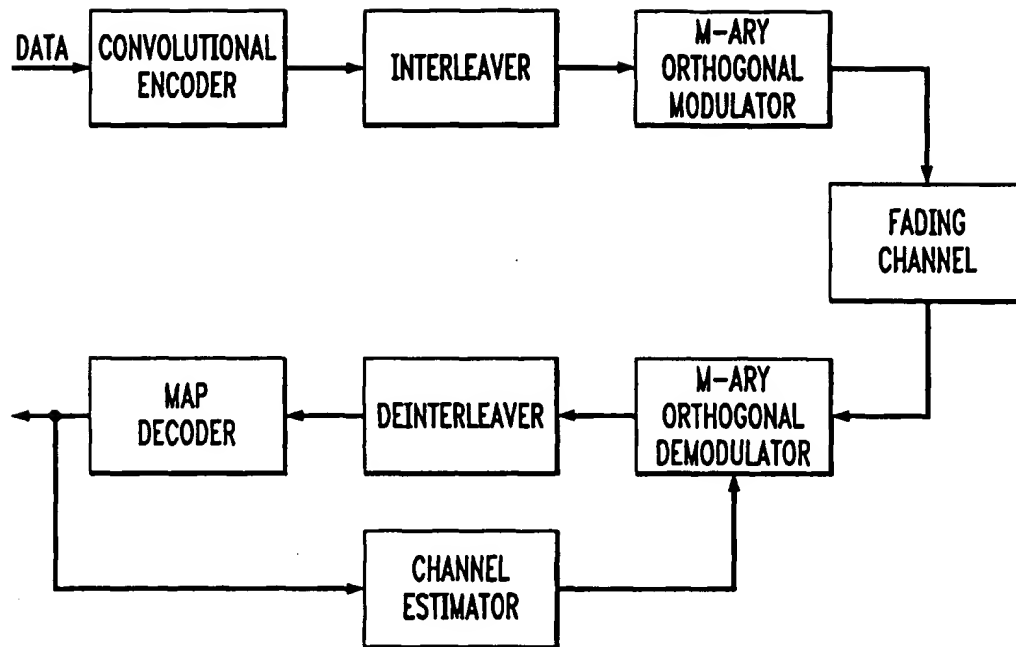 DATA
CONVOLUTIONAL
ENCODER
INTERLEAVER
M-ARY
ORTHOGONAL
MODULATOR
FADING
CHANNEL
MAP
DECODER
DEINTERLEAVER
M-ARY
ORTHOGONAL
DEMODULATOR
CHANNEL
ESTIMATOR